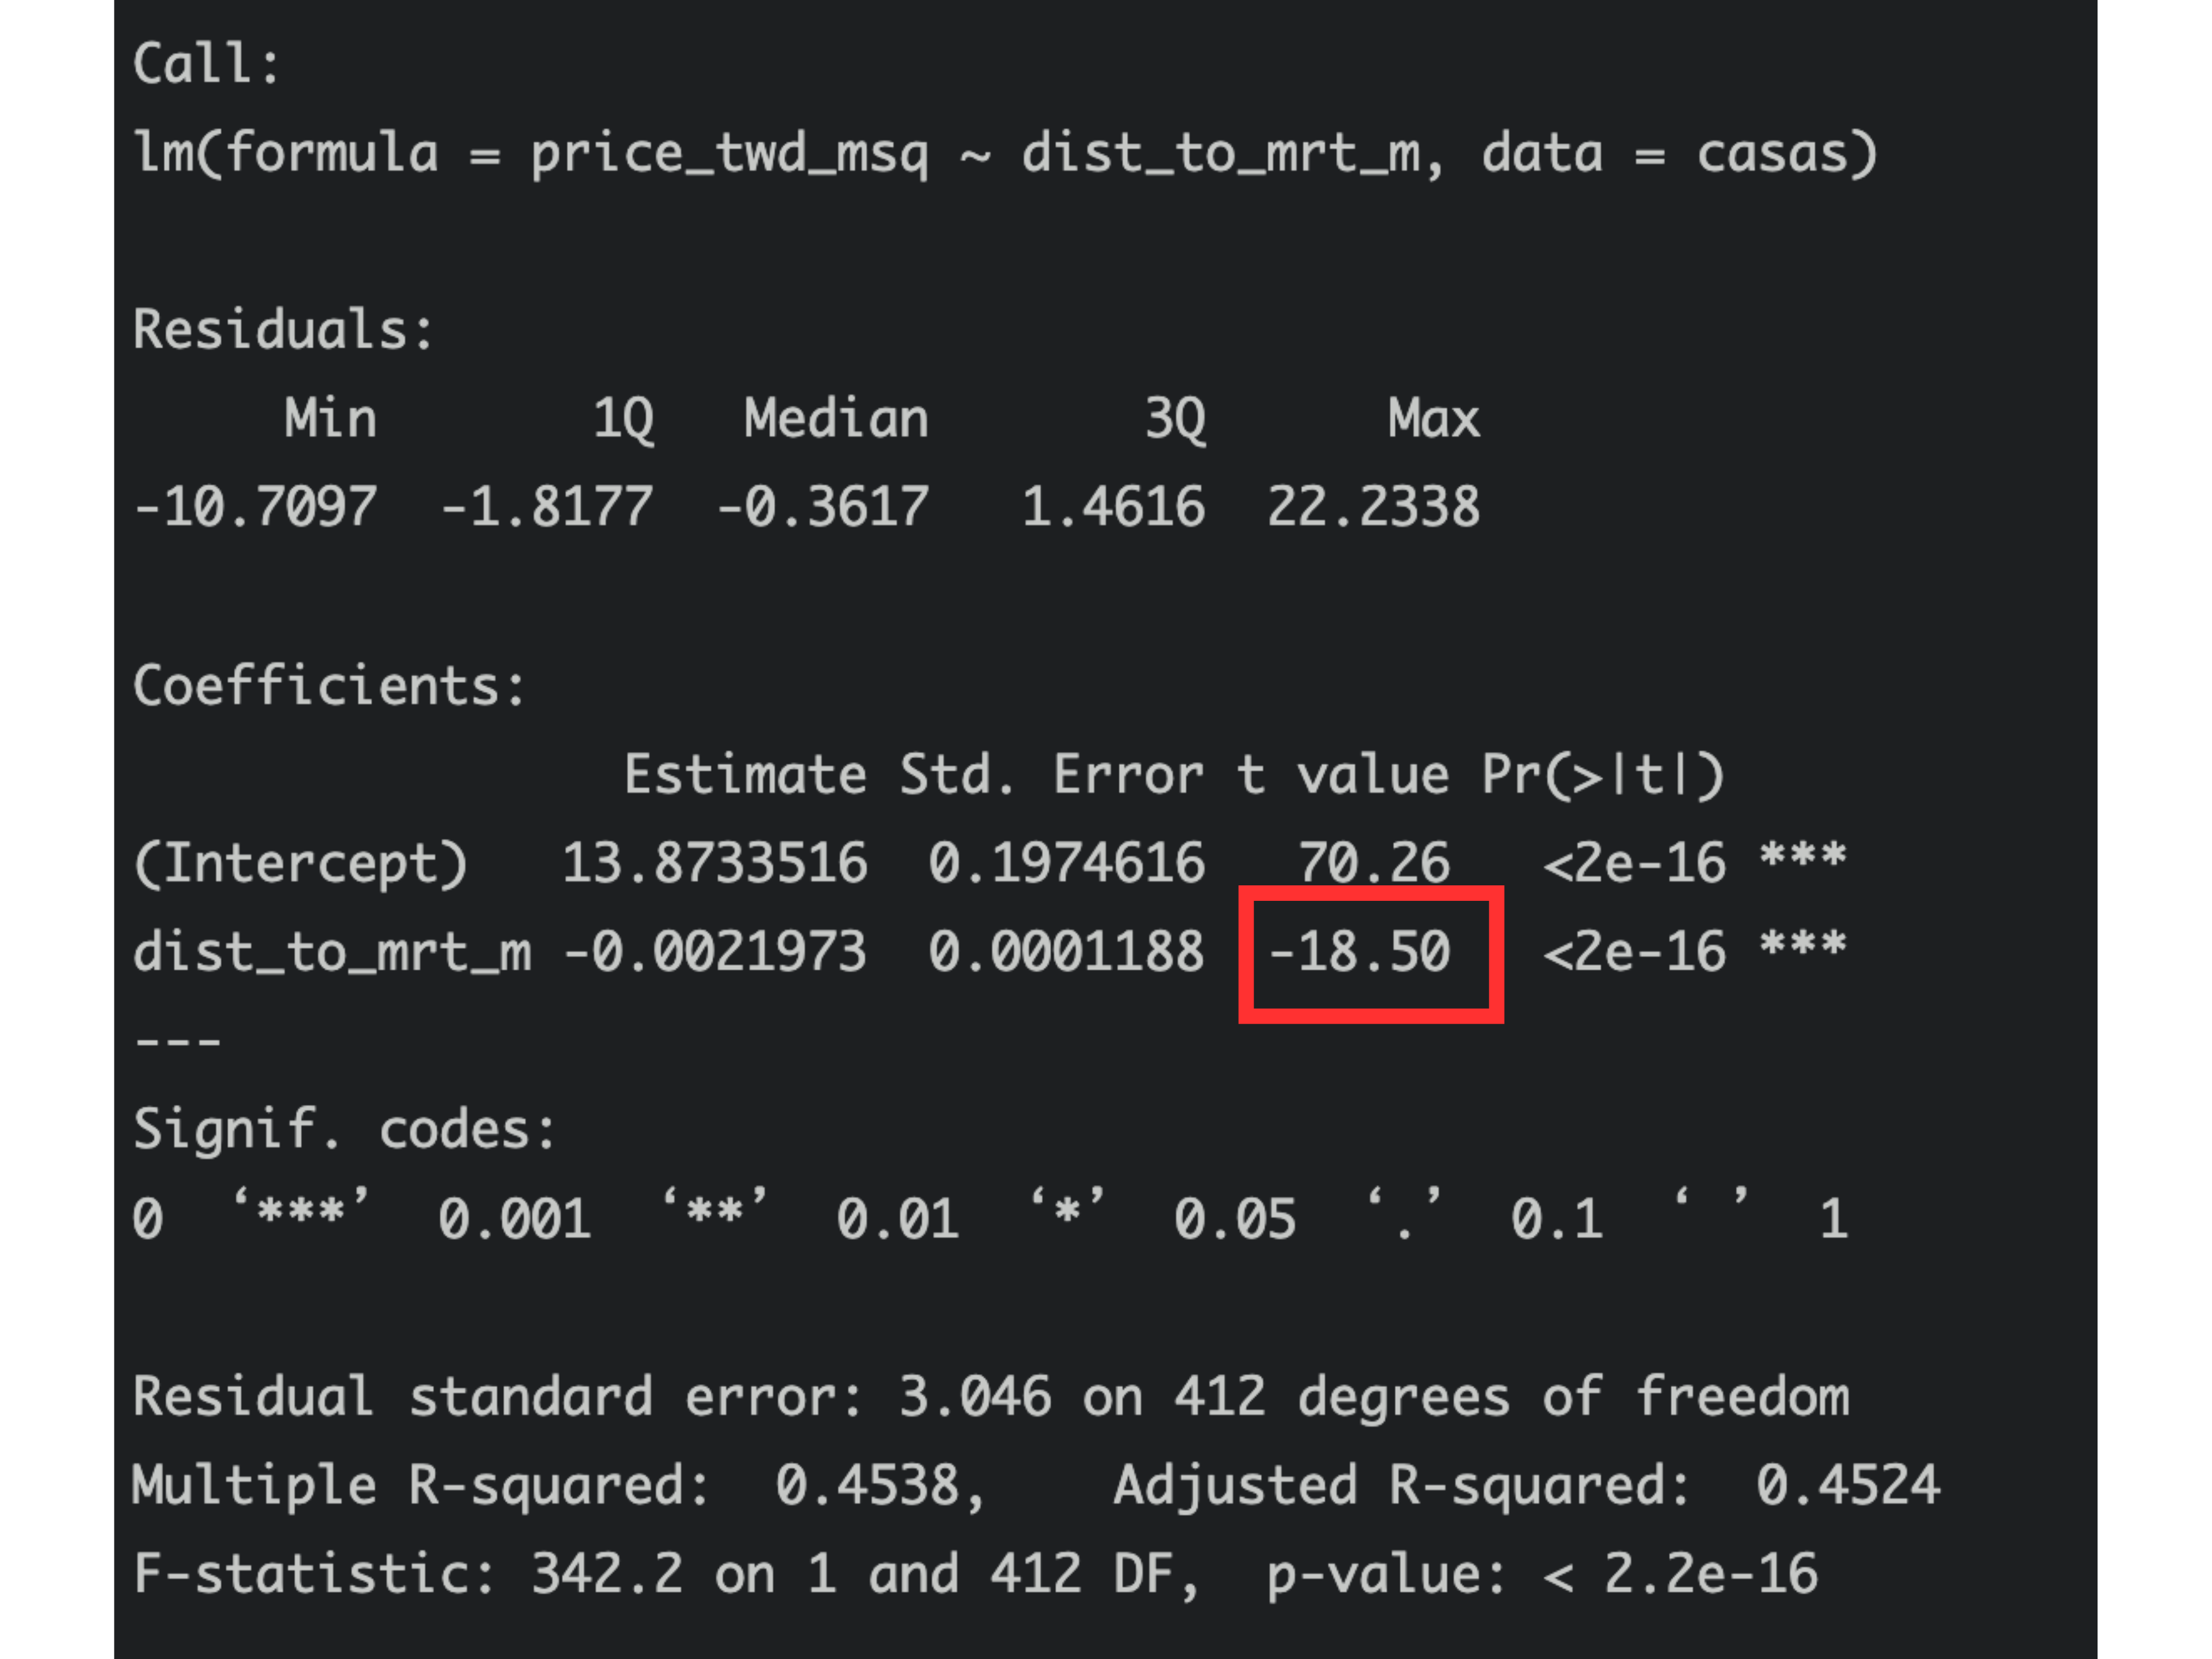 Call:
lm(formula = price_twd_msq ~ dist_to_mrt_m, data = casas)
Residuals:
Min 1Q Median 3Q Max
-10.7097 -1.8177 -0.3617 1.4616 22.2338
Coefficients:
Estimate Std. Error t value Pr(>|t|)
(Intercept) 13.8733516 0.1974616 70.26 <2e-16 ***
dist_to_mrt_m -0.0021973 0.0001188 -18.50 <2e-16 ***
---
Signif. codes:
0 ‘***’ 0.001 ‘**’ 0.01 ‘*’ 0.05 ‘.’ 0.1 ‘ ’ 1
Residual standard error: 3.046 on 412 degrees of freedom
Multiple R-squared: 0.4538, Adjusted R-squared: 0.4524
F-statistic: 342.2 on 1 and 412 DF, p-value: < 2.2e-16